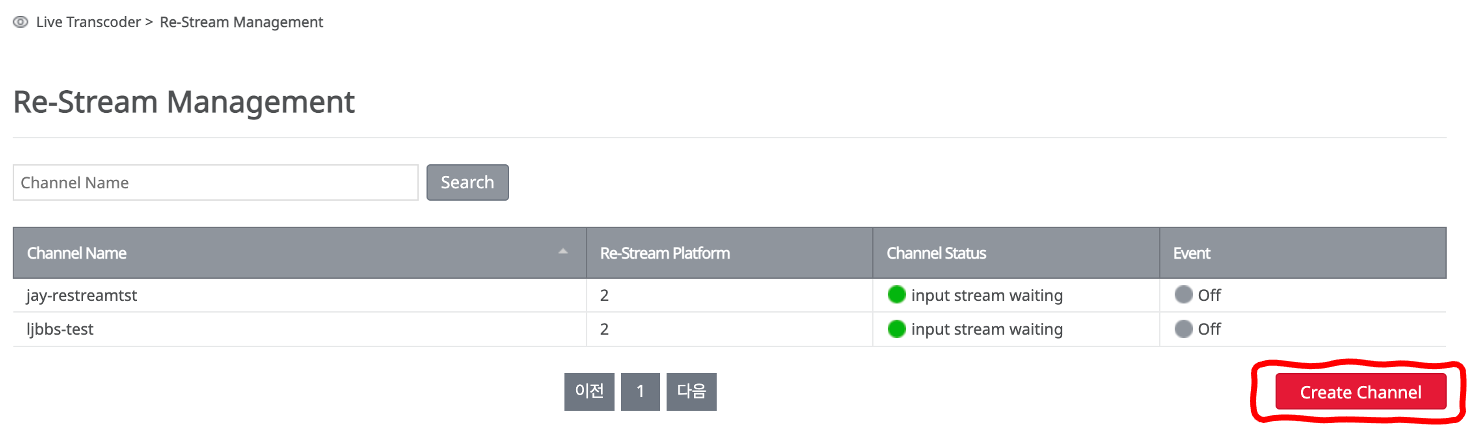 Live Transcoder > Re-Stream Management
Re-Stream Management
Channel Name Search
Channel Name Re-Stream Platform Channel Status Event
jay-restreamtst 2 input stream waiting Off
ljbbs-test 2 input stream waiting Off
이전 1 다음 Create Channel